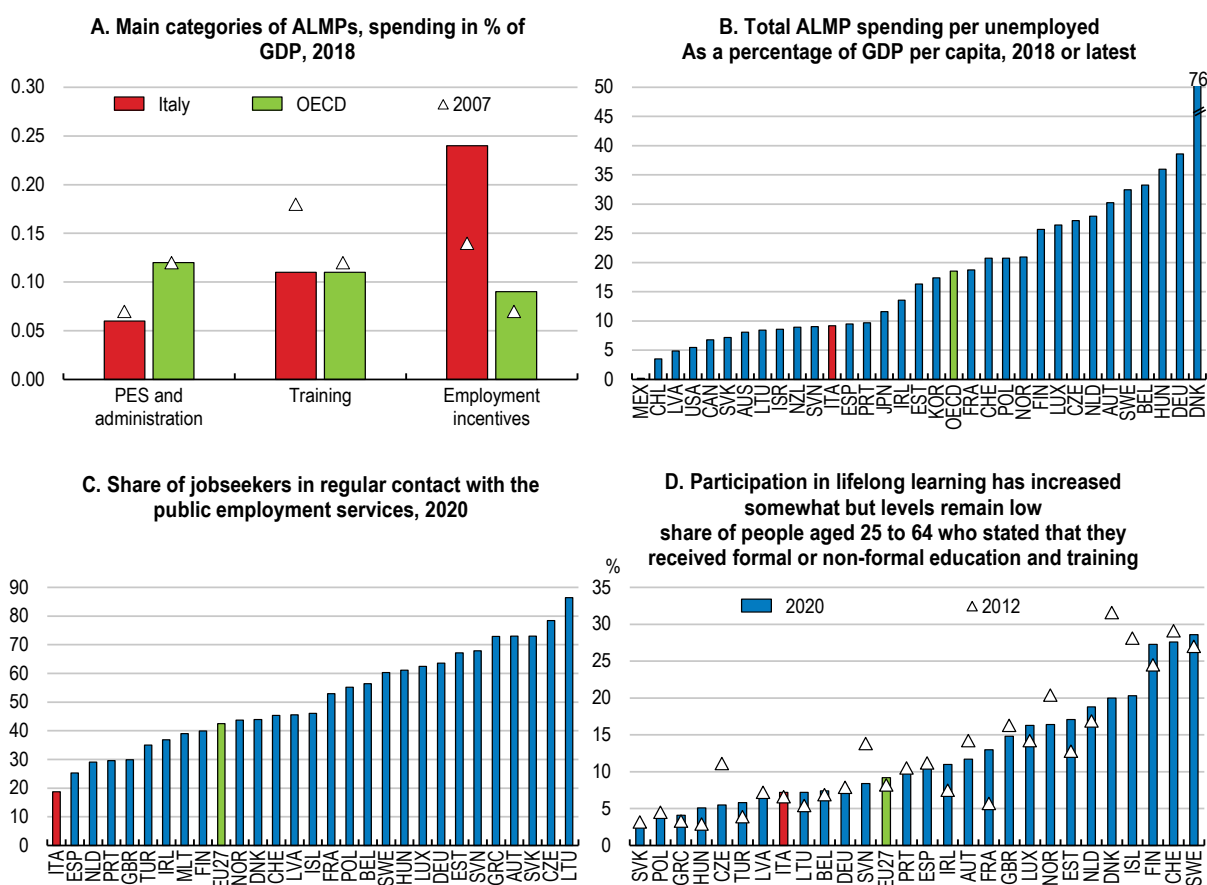 A. Main categories of ALMPs, spending in % of
GDP, 2018
0.30
0.25
0.20
0.15
0.10
0.05
0.00
Italy
OECD
2007
PES and
administration
Training
Employment
incentives
B. Total ALMP spending per unemployed
As a percentage of GDP per capita, 2018 or latest
76
50
45
40
35
30
25
20
15
10
5
0
MEX
CHL
LVA
USA
CAN
SVK
AUS
LTU
ISR
NZL
SVN
ITA
ESP
PRT
JPN
IRL
EST
KOR
OECD
FRA
CHE
POL
NOR
FIN
LUX
CZE
NLD
AUT
SWE
BEL
HUN
DEU
DNK
C. Share of jobseekers in regular contact with the
public employment services, 2020
90
80
70
60
50
40
30
20
10
0
ITA
ESP
NLD
PRT
GBR
TUR
IRL
MLT
FIN
EU27
NOR
DNK
CHE
LVA
ISL
FRA
POL
BEL
SWE
HUN
LUX
DEU
EST
SVN
GRC
AUT
SVK
CZE
LTU
D. Participation in lifelong learning has increased
somewhat but levels remain low
share of people aged 25 to 64 who stated that they
received formal or non-formal education and training
%
35
30
25
20
15
10
5
0
2020
2012
SVK
POL
GRC
HUN
CZE
TUR
LVA
ITA
LTU
BEL
DEU
SVN
EU27
PRT
ESP
IRL
AUT
FRA
GBR
LUX
NOR
EST
NLD
DNK
ISL
FIN
CHE
SWE